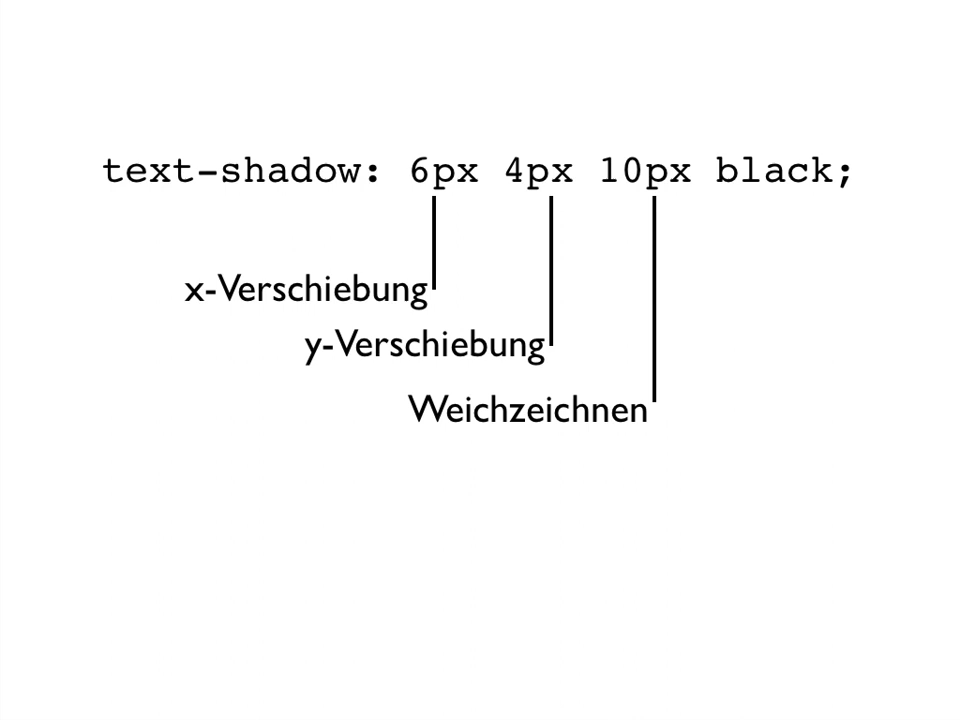 text-shadow: 6px 4px 10px black;
x-Verschiebung
y-Verschiebung
Weichzeichnen